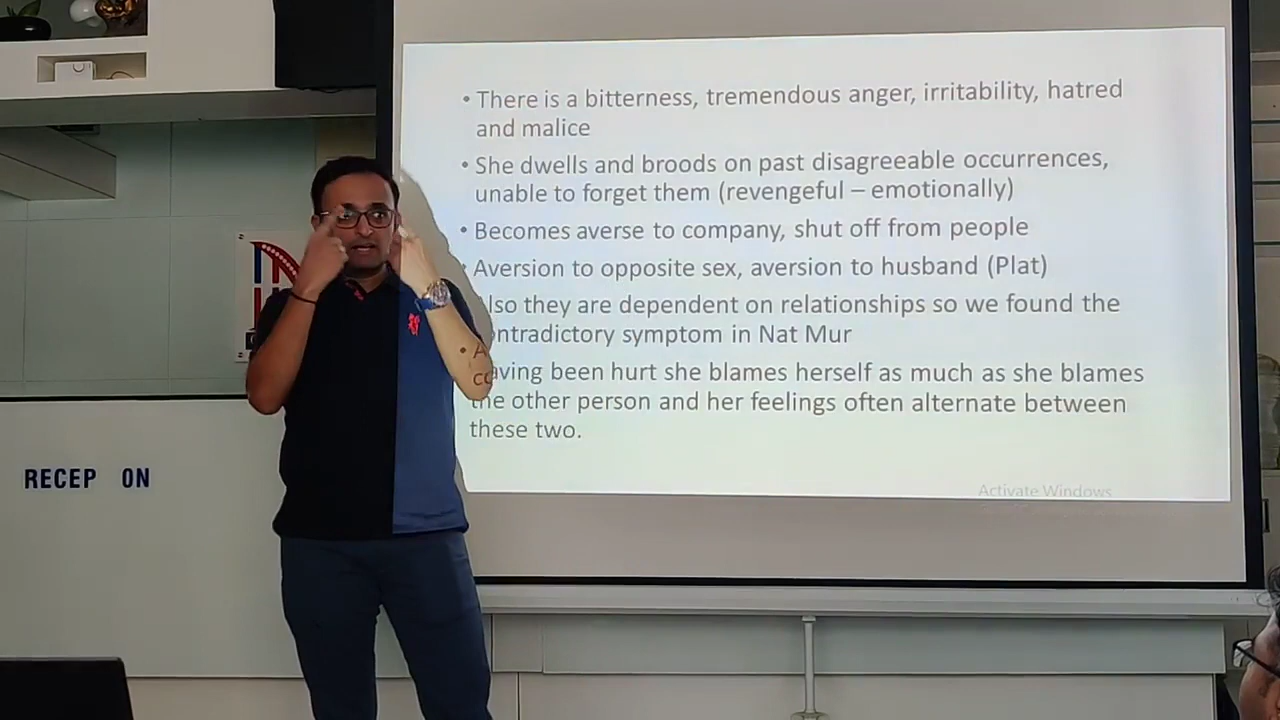 • There is a bitterness, tremendous anger, irritability, hatred
and malice
• She dwells and broods on past disagreeable occurrences,
unable to forget them (revengeful – emotionally)
• Becomes averse to company, shut off from people
Aversion to opposite sex, aversion to husband (Plat)
• Also they are dependent on relationships so we found the
contradictory symptom in Nat Mur
aving been hurt she blames herself as much as she blames
the other person and her feelings often alternate between
these two.
Activate Windows
RECEP ON